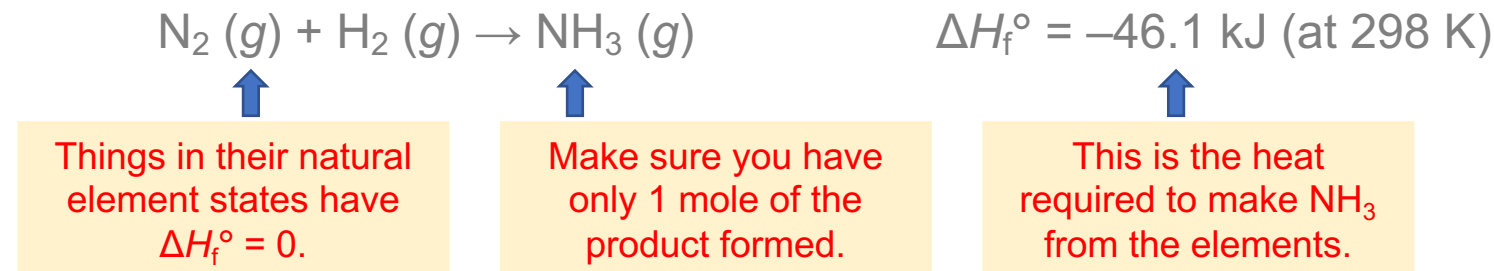 N₂ (g) + H₂ (g) → NH₃ (g) ΔH_f° = –46.1 kJ (at 298 K)
Things in their natural
element states have
ΔH_f° = 0.
Make sure you have
only 1 mole of the
product formed.
This is the heat
required to make NH₃
from the elements.